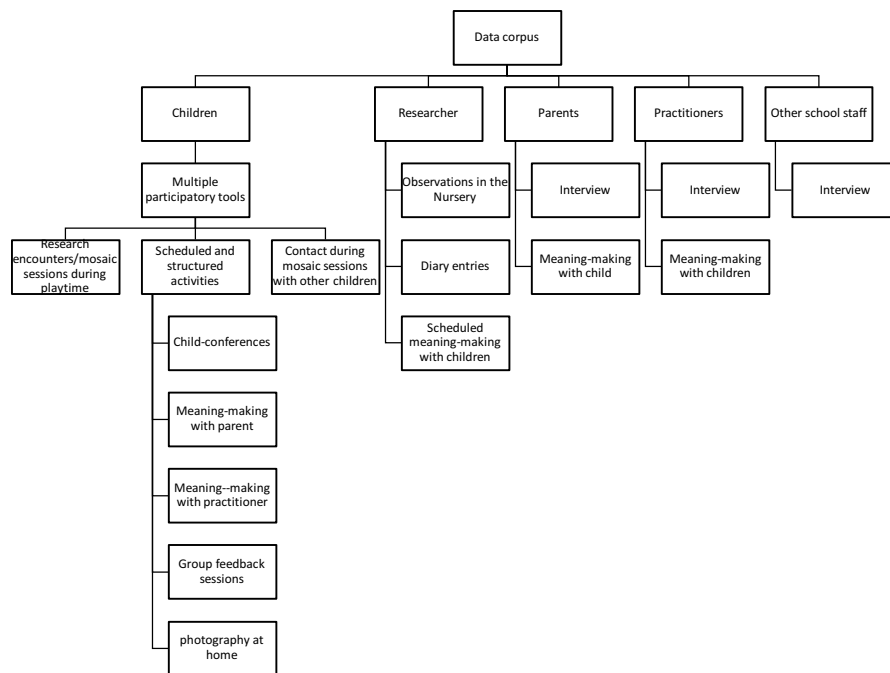 Data corpus
Children
Researcher
Parents
Practitioners
Other school staff
Multiple
participatory tools
Observations in the
Nursery
Interview
Interview
Interview
Research
encounters/mosaic
sessions during
playtime
Scheduled and
structured
activities
Contact during
mosaic sessions
with other children
Diary entries
Meaning-making
with child
Meaning-making
with children
Child-conferences
Scheduled
meaning-making
with children
Meaning-making
with parent
Meaning--making
with practitioner
Group feedback
sessions
photography at
home